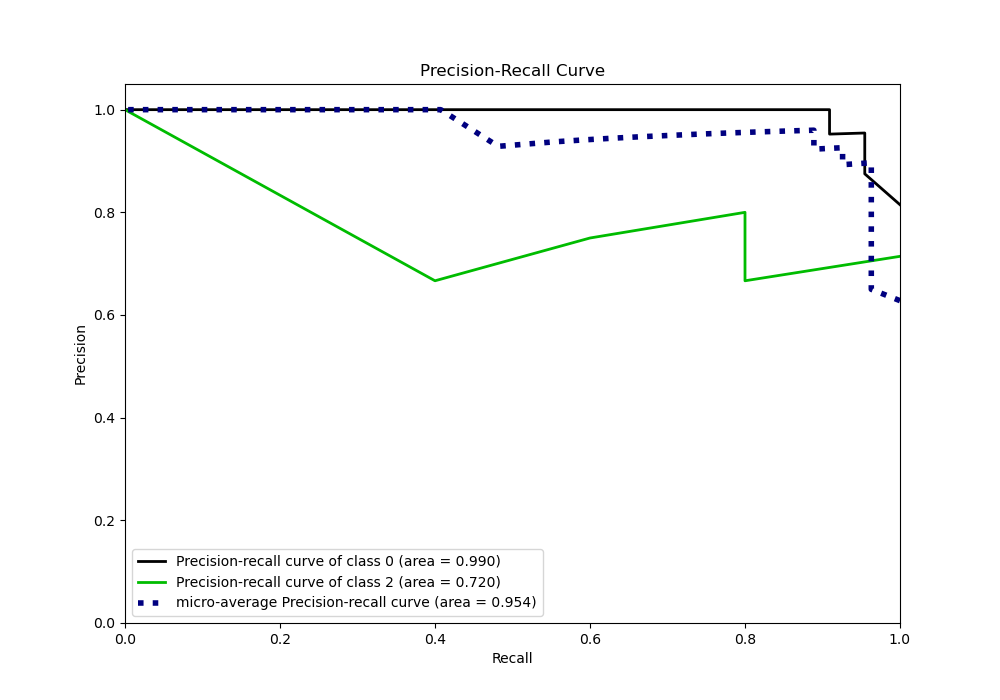 Precision-Recall Curve
1.0
0.8
0.6
0.4
0.2
0.0
Precision
Precision-recall curve of class 0 (area = 0.990)
Precision-recall curve of class 2 (area = 0.720)
micro-average Precision-recall curve (area = 0.954)
0.0 0.2 0.4 0.6 0.8 1.0
Recall